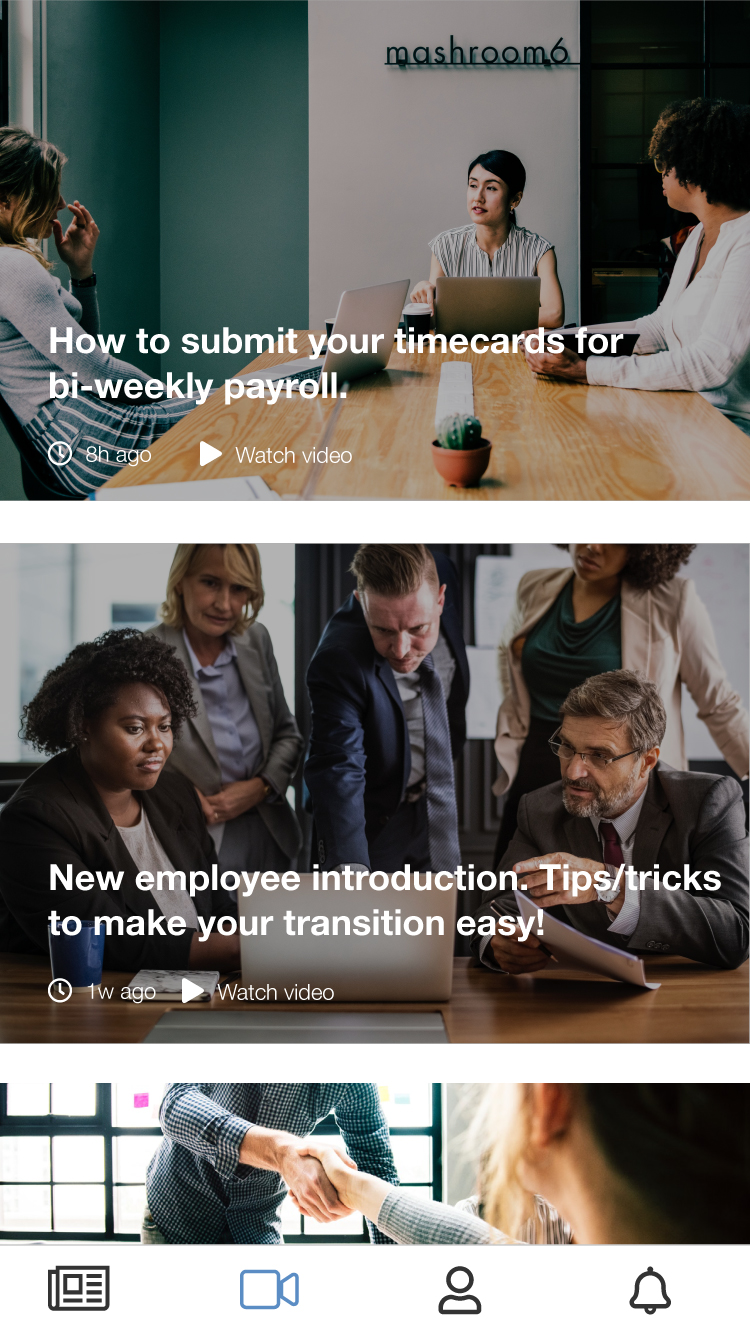 mashroom6
How to submit your timecards for
bi-weekly payroll.
8h ago
Watch video
New employee introduction. Tips/tricks
to make your transition easy!
1w ago
Watch video